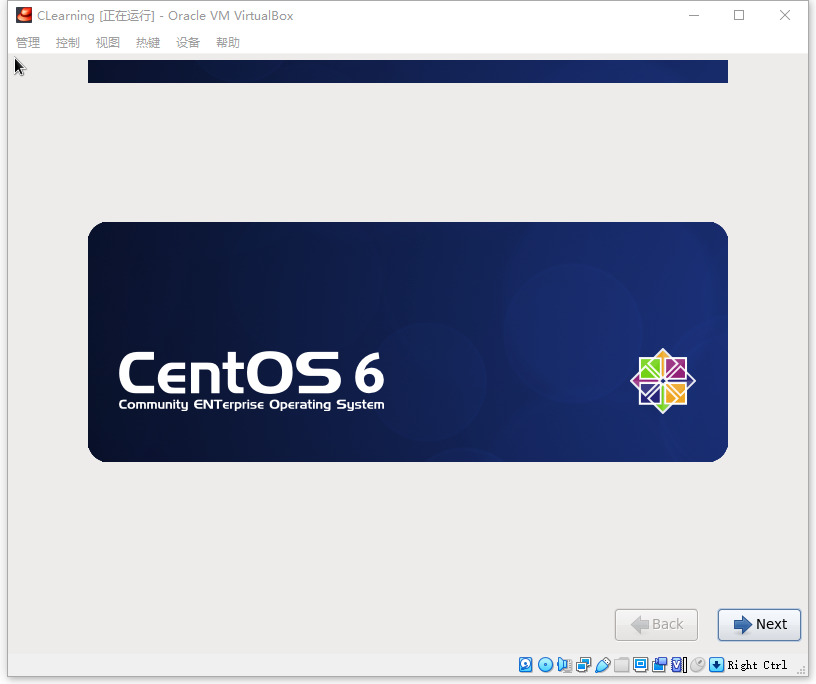 CLearning [正在运行] - Oracle VM VirtualBox
管理 控制 视图 热键 设备 帮助
CentOS 6
Community ENTerprise Operating System
Back Next
Right Ctrl